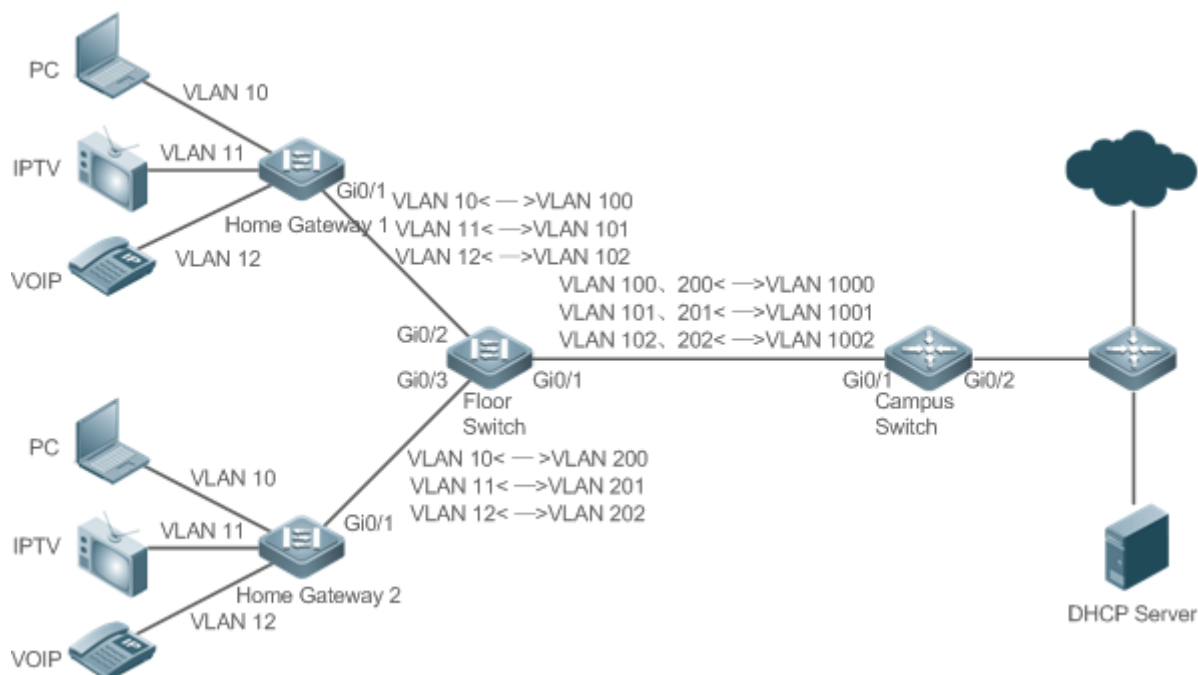 PC
VLAN 10
IPTV
VLAN 11
Gi0/1
Home Gateway 1
VOIP
VLAN 12
IP
VLAN 10< — >VLAN 100
VLAN 11< —>VLAN 101
VLAN 12< —>VLAN 102
VLAN 100、200< —>VLAN 1000
VLAN 101、201< —>VLAN 1001
VLAN 102、202< —>VLAN 1002
Gi0/2
Gi0/3
Gi0/1
Floor
Switch
Gi0/1
Gi0/2
Campus
Switch
VLAN 10< — >VLAN 200
VLAN 11< —>VLAN 201
VLAN 12< —>VLAN 202
PC
VLAN 10
IPTV
VLAN 11
Gi0/1
Home Gateway 2
VOIP
VLAN 12
IP
DHCP Server